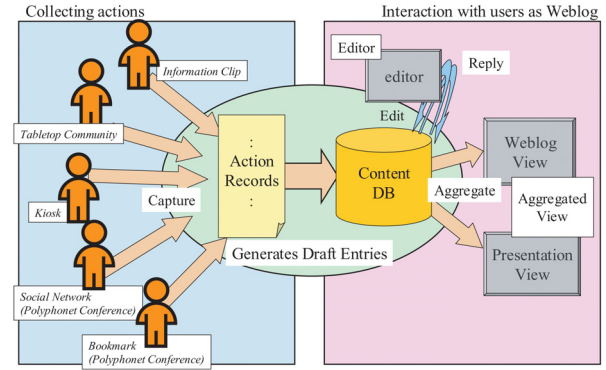 Collecting actions
Interaction with users as Weblog
Information Clip
Tabletop Community
Kiosk
Social Network
(Polyphonet Conference)
Bookmark
(Polyphonet Conference)
Capture
:
Action
Records
:
Generates Draft Entries
Content
DB
Editor
editor
Edit
Reply
Aggregate
Weblog
View
Aggregated
View
Presentation
View